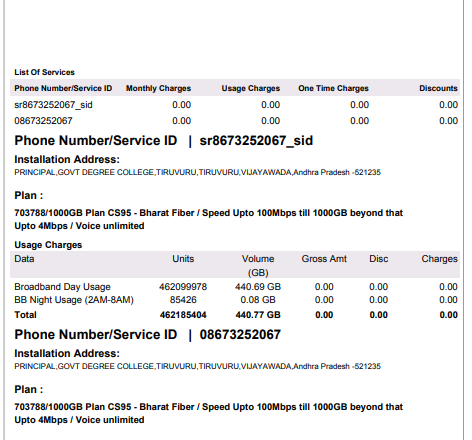 List Of Services
Phone Number/Service ID Monthly Charges Usage Charges One Time Charges Discounts
sr8673252067_sid 0.00 0.00 0.00 0.00
08673252067 0.00 0.00 0.00 0.00
Phone Number/Service ID | sr8673252067_sid
Installation Address:
PRINCIPAL,GOVT DEGREE COLLEGE,TIRUVURU,TIRUVURU,VIJAYAWADA,Andhra Pradesh -521235
Plan :
703788/1000GB Plan CS95 - Bharat Fiber / Speed Upto 100Mbps till 1000GB beyond that
Upto 4Mbps / Voice unlimited
Usage Charges
Data Units Volume Gross Amt Disc Charges
(GB)
Broadband Day Usage 462099978 440.69 GB 0.00 0.00 0.00
BB Night Usage (2AM-8AM) 85426 0.08 GB 0.00 0.00 0.00
Total 462185404 440.77 GB 0.00 0.00 0.00
Phone Number/Service ID | 08673252067
Installation Address:
PRINCIPAL,GOVT DEGREE COLLEGE,TIRUVURU,TIRUVURU,VIJAYAWADA,Andhra Pradesh -521235
Plan :
703788/1000GB Plan CS95 - Bharat Fiber / Speed Upto 100Mbps till 1000GB beyond that
Upto 4Mbps / Voice unlimited